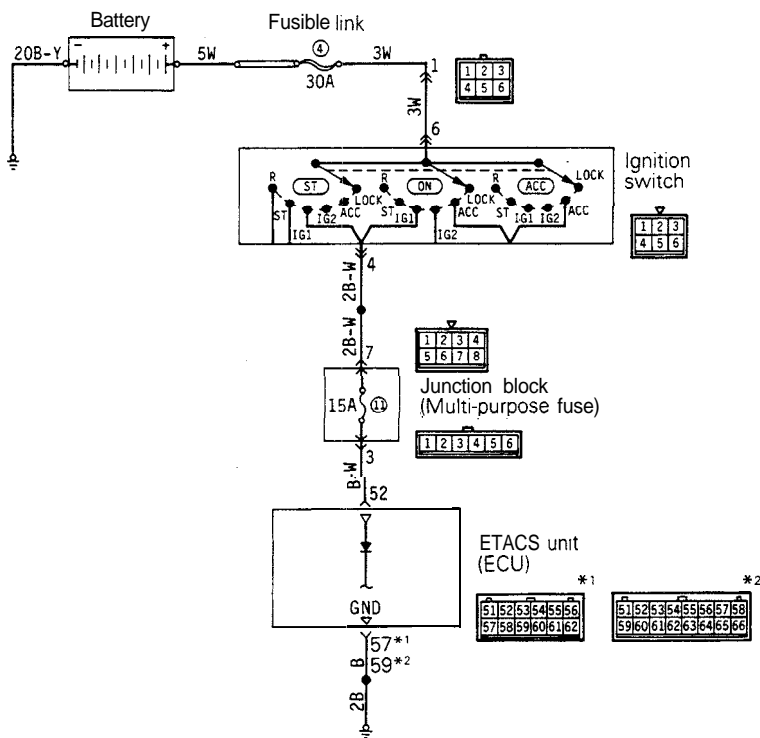 Battery
Fusible link
20B-Y
- +
5W
④
30A
3W
1
1 2 3
4 5 6
3W
6
Ignition
switch
R ST LOCK
ST IG1 IG2 ACC
R ON LOCK
ST IG1 IG2 ACC
R ACC LOCK
ST IG1 IG2 ACC
1 2 3
4 5 6
4
2B-W
2B-W
7
1 2 3 4
5 6 7 8
15A ⑪
Junction block
(Multi-purpose fuse)
1 2 3 4 5 6
3
B-W
52
ETACS unit
(ECU)
GND
*1
51 52 53 54 55 56
57 58 59 60 61 62
*2
51 52 53 54 55 56 57 58
59 60 61 62 63 64 65 66
57*1
59*2
B
2B